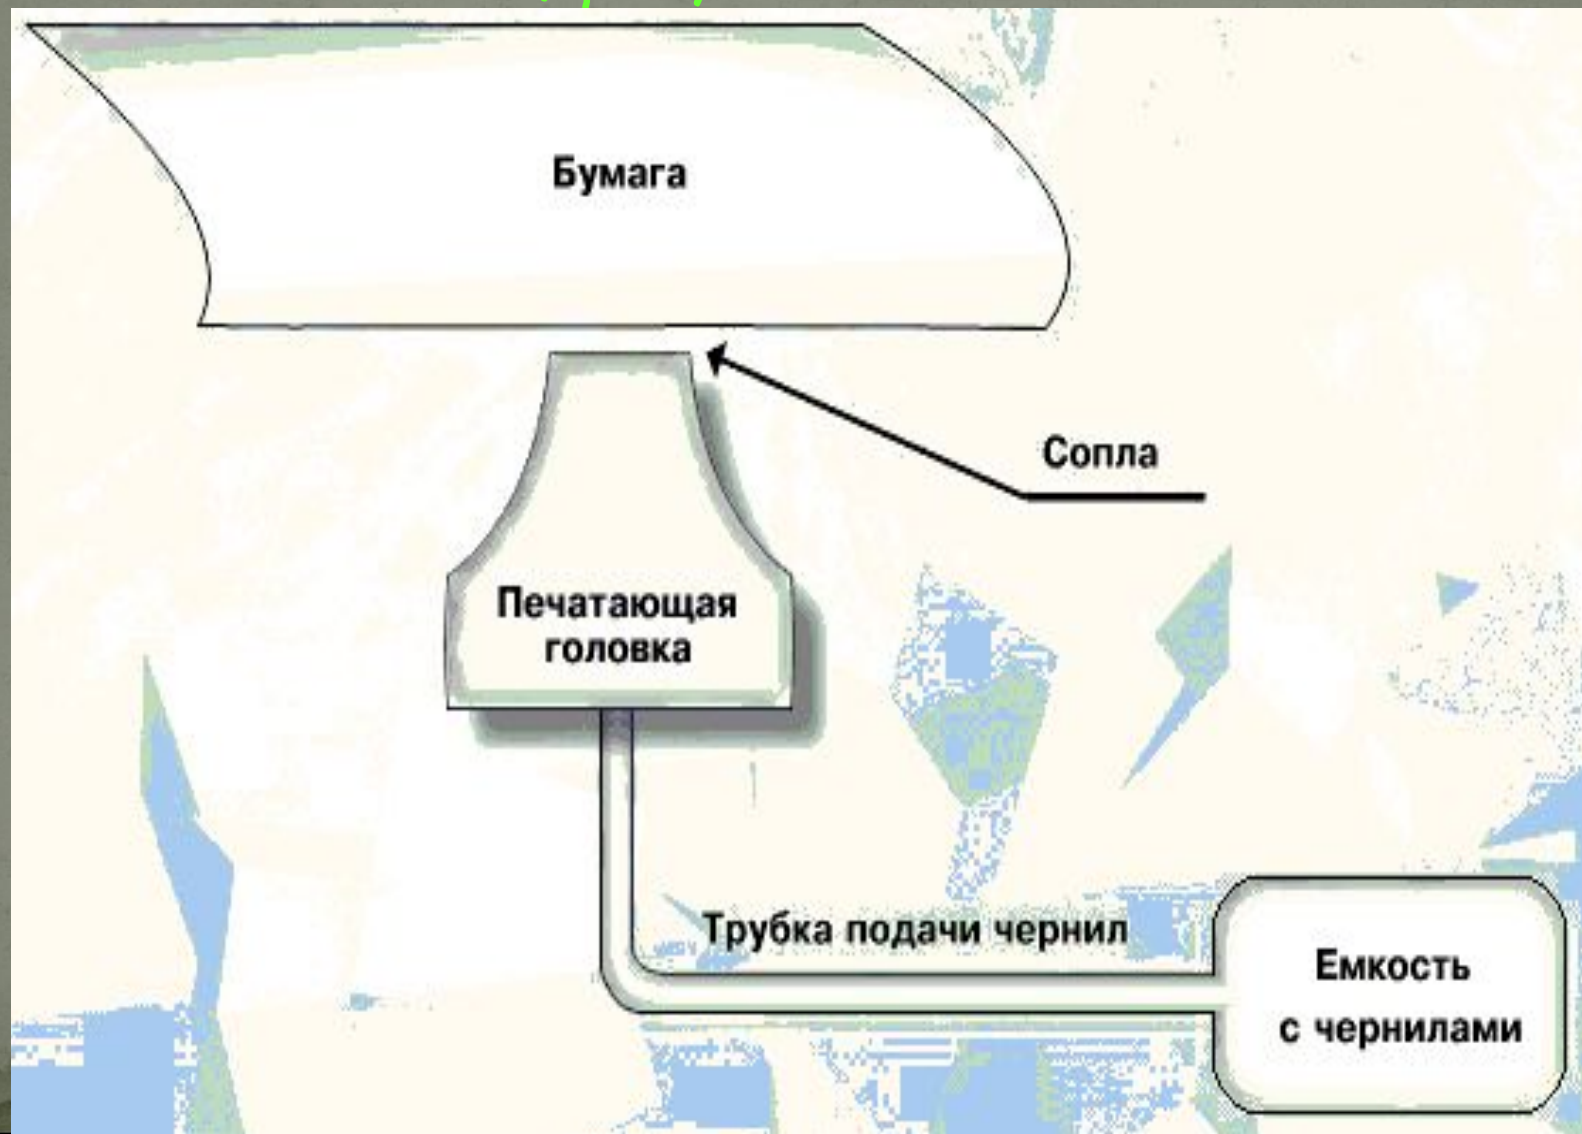 Бумага
Сопла
Печатающая
головка
Трубка подачи чернил
Емкость
с чернилами